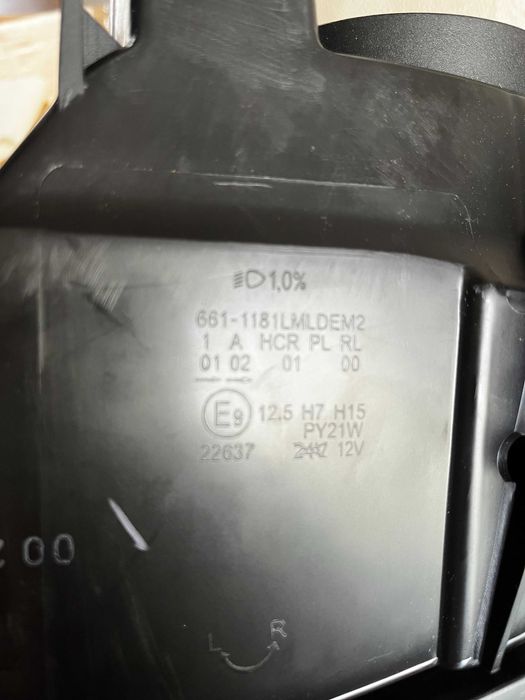 1,0%
661-1181LMLDEM2
1 A HCR PL RL
01 02 01 00
E9 12.5 H7 H15
PY21W
22637 24V 12V
00
L R